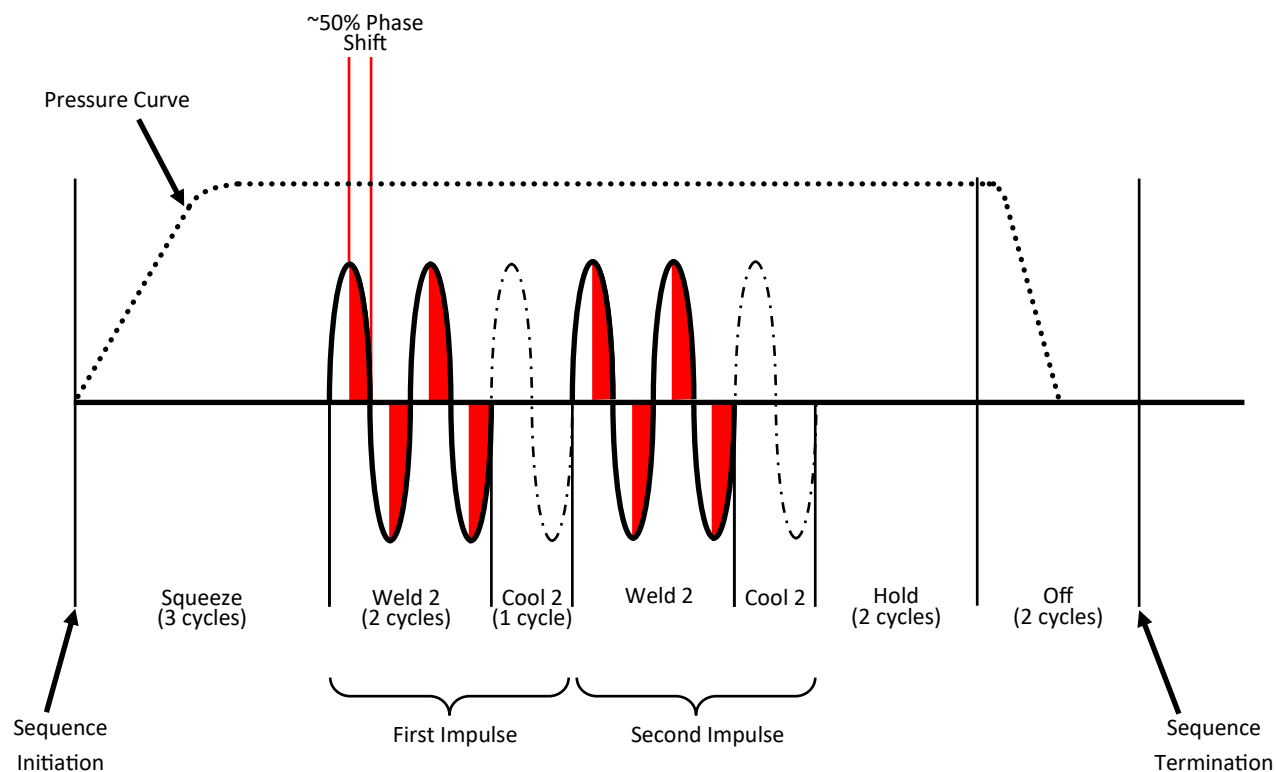 ~50% Phase
Shift
Pressure Curve
Squeeze
(3 cycles)
Weld 2
(2 cycles)
Cool 2
(1 cycle)
Weld 2
Cool 2
Hold
(2 cycles)
Off
(2 cycles)
First Impulse
Second Impulse
Sequence
Initiation
Sequence
Termination